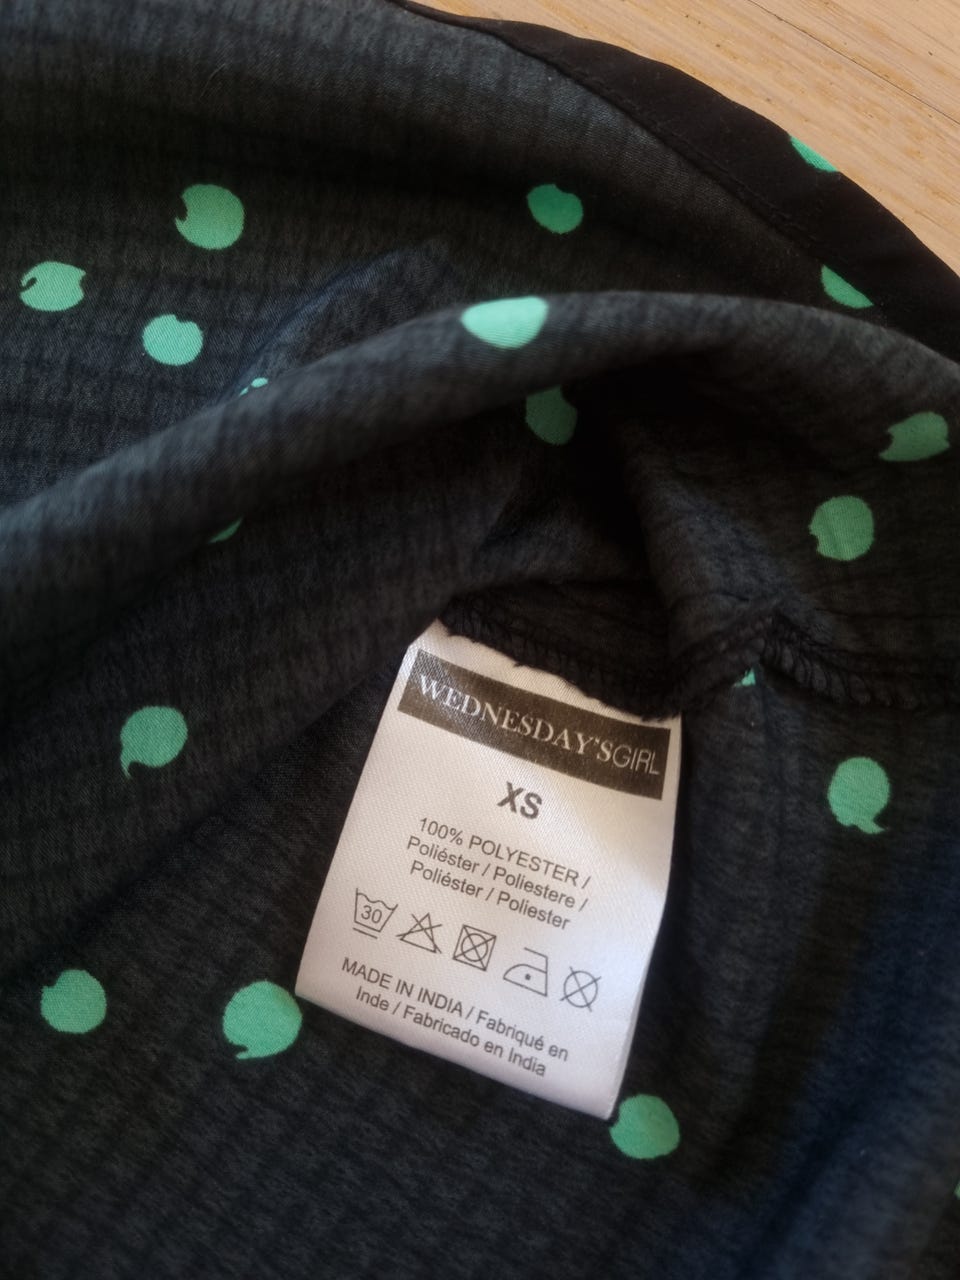 WEDNESDAY'SGIRL
XS
100% POLYESTER /
Poliéster / Poliestere /
Poliéster / Poliester
30
MADE IN INDIA / Fabriqué en
Inde / Fabricado en India